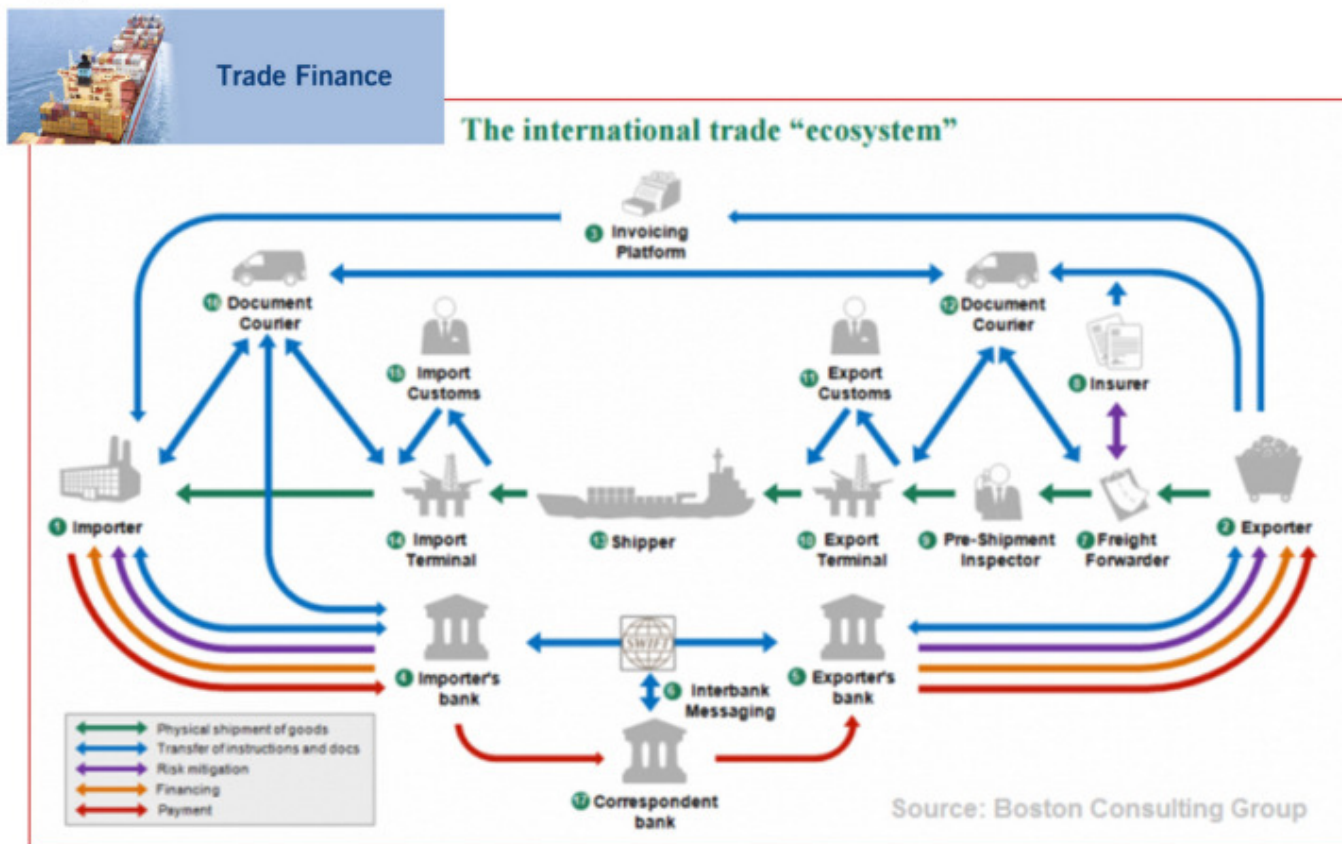 Trade Finance
The international trade “ecosystem”
3 Invoicing
Platform
16 Document
Courier
12 Document
Courier
15 Import
Customs
11 Export
Customs
8 Insurer
1 Importer
14 Import
Terminal
13 Shipper
10 Export
Terminal
9 Pre-Shipment
Inspector
7 Freight
Forwarder
2 Exporter
SWIFT
4 Importer's
bank
6 Interbank
Messaging
5 Exporter's
bank
17 Correspondent
bank
Physical shipment of goods
Transfer of instructions and docs
Risk mitigation
Financing
Payment
Source: Boston Consulting Group